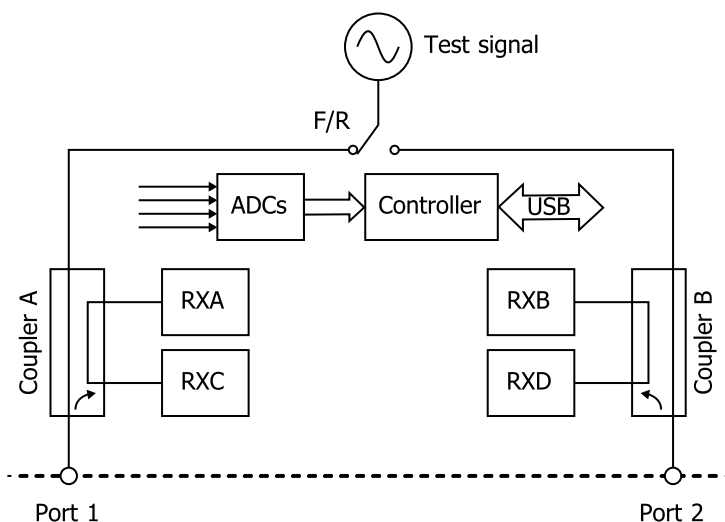 Test signal
F/R
ADCs
Controller
USB
Coupler A
RXA
RXB
Coupler B
RXC
RXD
Port 1
Port 2